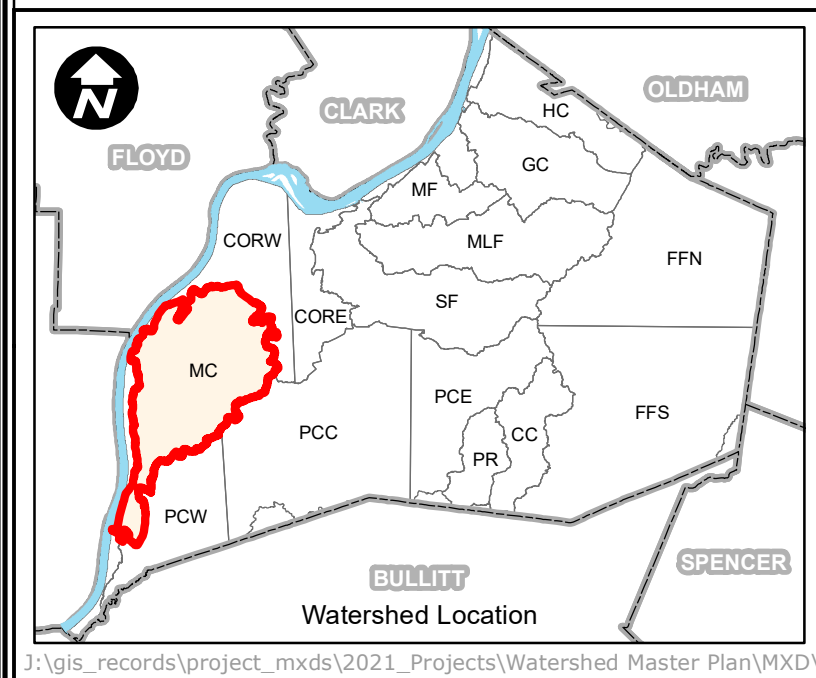 N
FLOYD
CLARK
OLDHAM
HC
GC
MF
CORW
MLF
FFN
SF
CORE
MC
PCE
FFS
PCC
CC
PR
PCW
SPENCER
BULLITT
Watershed Location
J:\gis_records\project_mxds\2021_Projects\Watershed Master Plan\MXD\